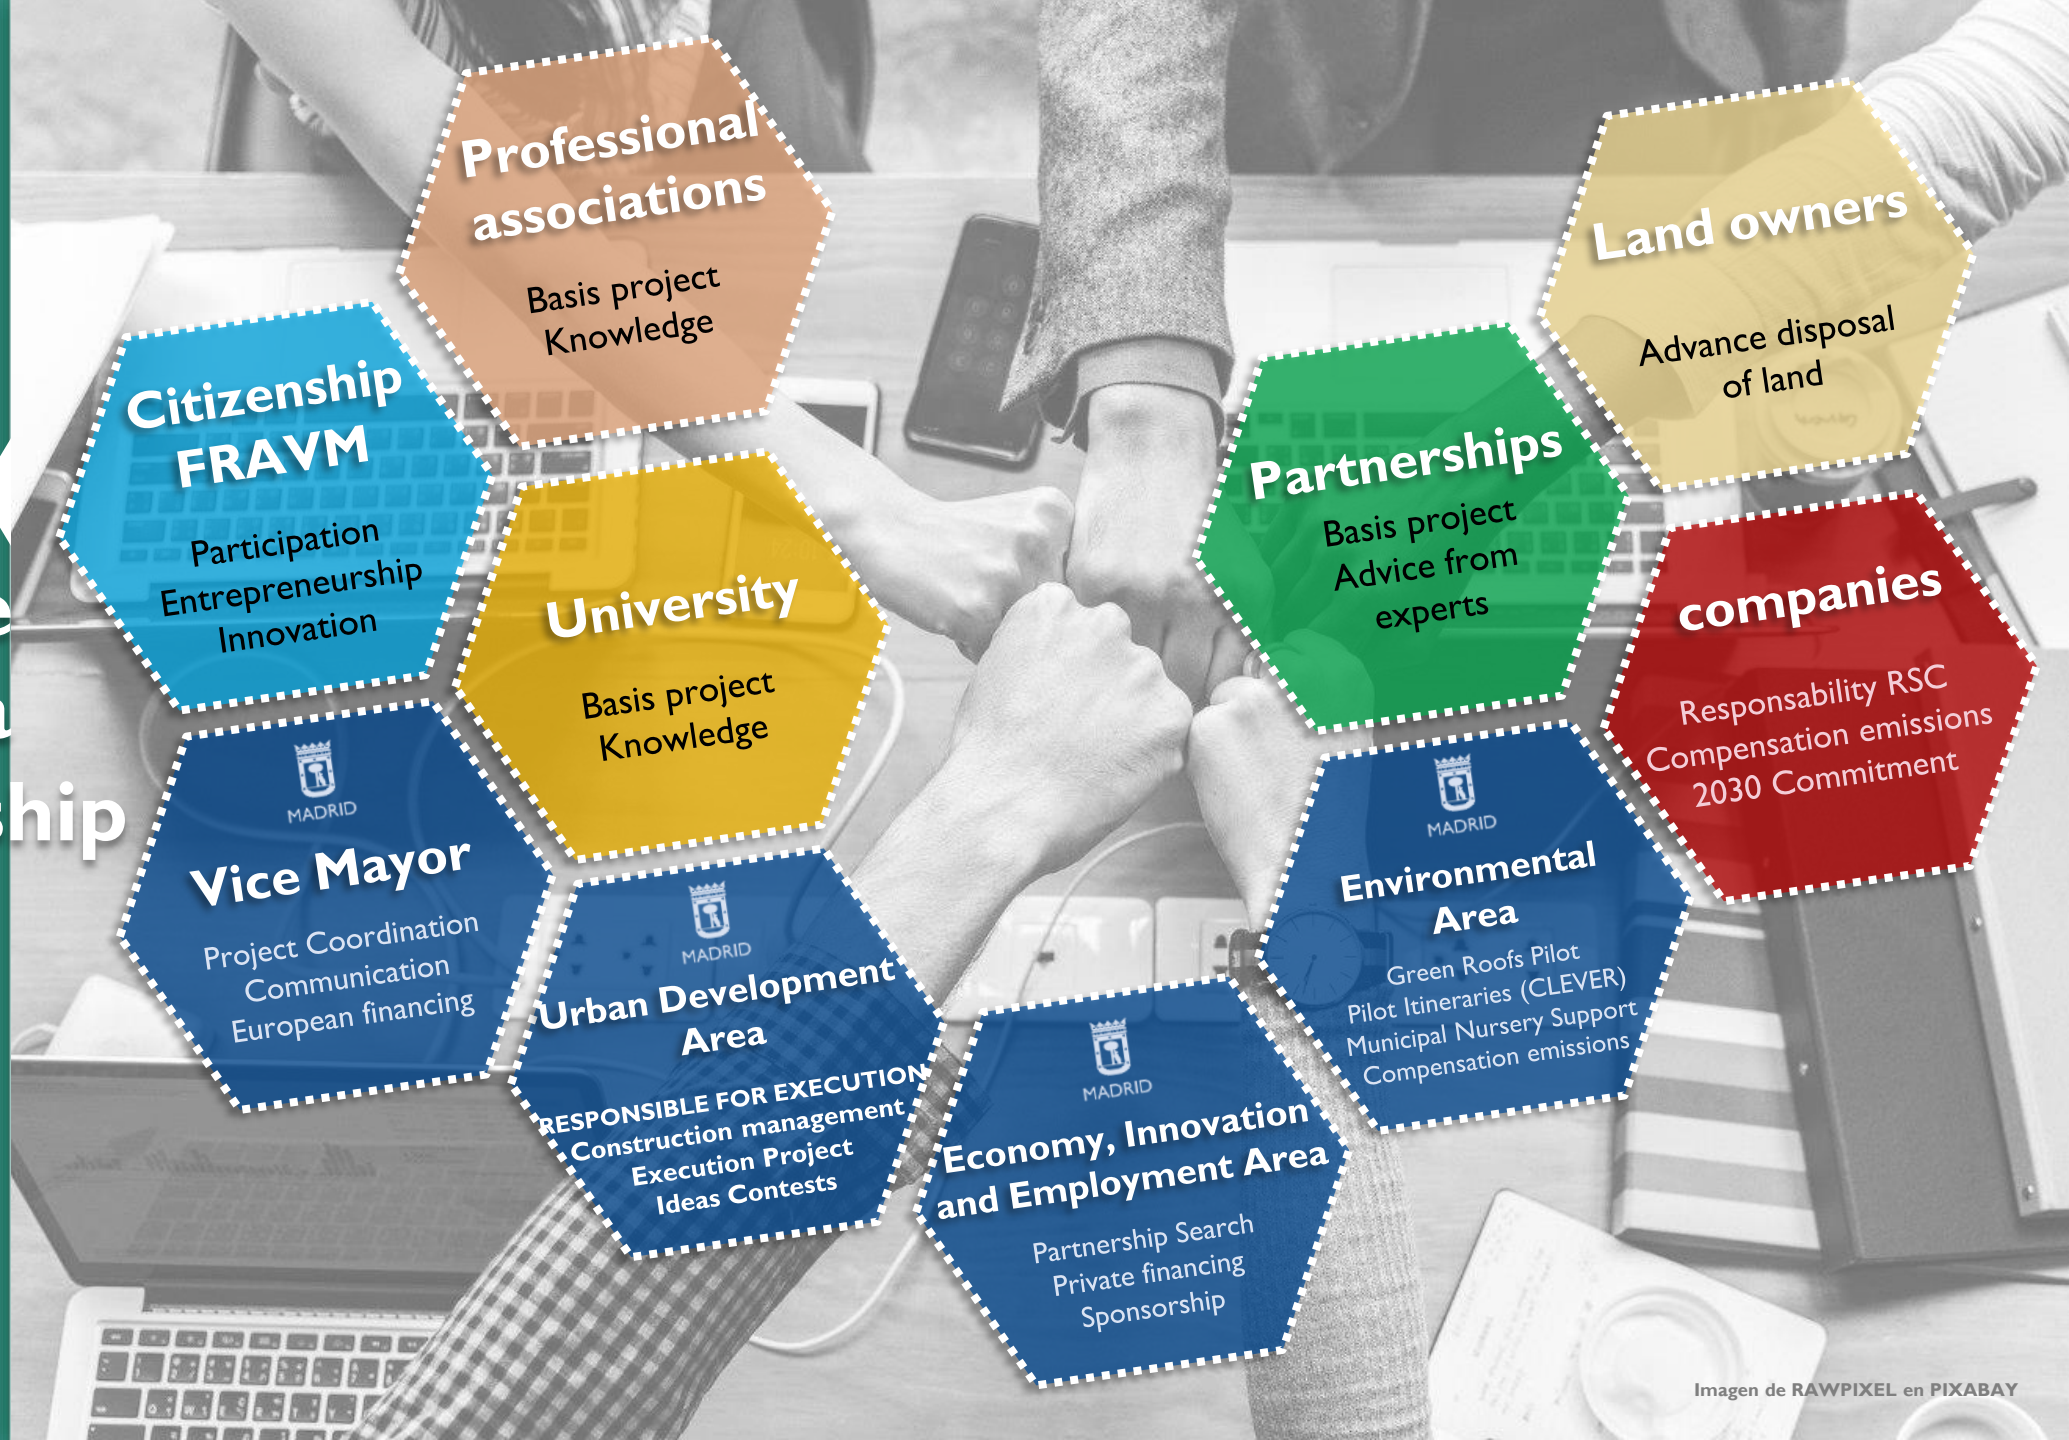 Professional
associations
Basis project
Knowledge
Land owners
Advance disposal
of land
Citizenship
FRAVM
Participation
Entrepreneurship
Innovation
University
Basis project
Knowledge
Partnerships
Basis project
Advice from
experts
companies
Responsability RSC
Compensation emissions
2030 Commitment
ship
MADRID
Vice Mayor
Project Coordination
Communication
European financing
MADRID
Urban Development
Area
RESPONSIBLE FOR EXECUTION
Construction management
Execution Project
Ideas Contests
MADRID
Economy, Innovation
and Employment Area
Partnership Search
Private financing
Sponsorship
MADRID
Environmental
Area
Green Roofs Pilot
Pilot Itineraries (CLEVER)
Municipal Nursery Support
Compensation emissions
Imagen de RAWPIXEL en PIXABAY